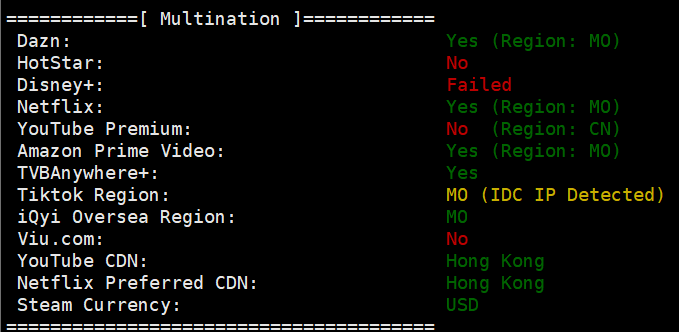 ============[ Multination ]============
Dazn: Yes (Region: MO)
HotStar: No
Disney+: Failed
Netflix: Yes (Region: MO)
YouTube Premium: No (Region: CN)
Amazon Prime Video: Yes (Region: MO)
TVBAnywhere+: Yes
Tiktok Region: MO (IDC IP Detected)
iQyi Oversea Region: MO
Viu.com: No
YouTube CDN: Hong Kong
Netflix Preferred CDN: Hong Kong
Steam Currency: USD
=======================================